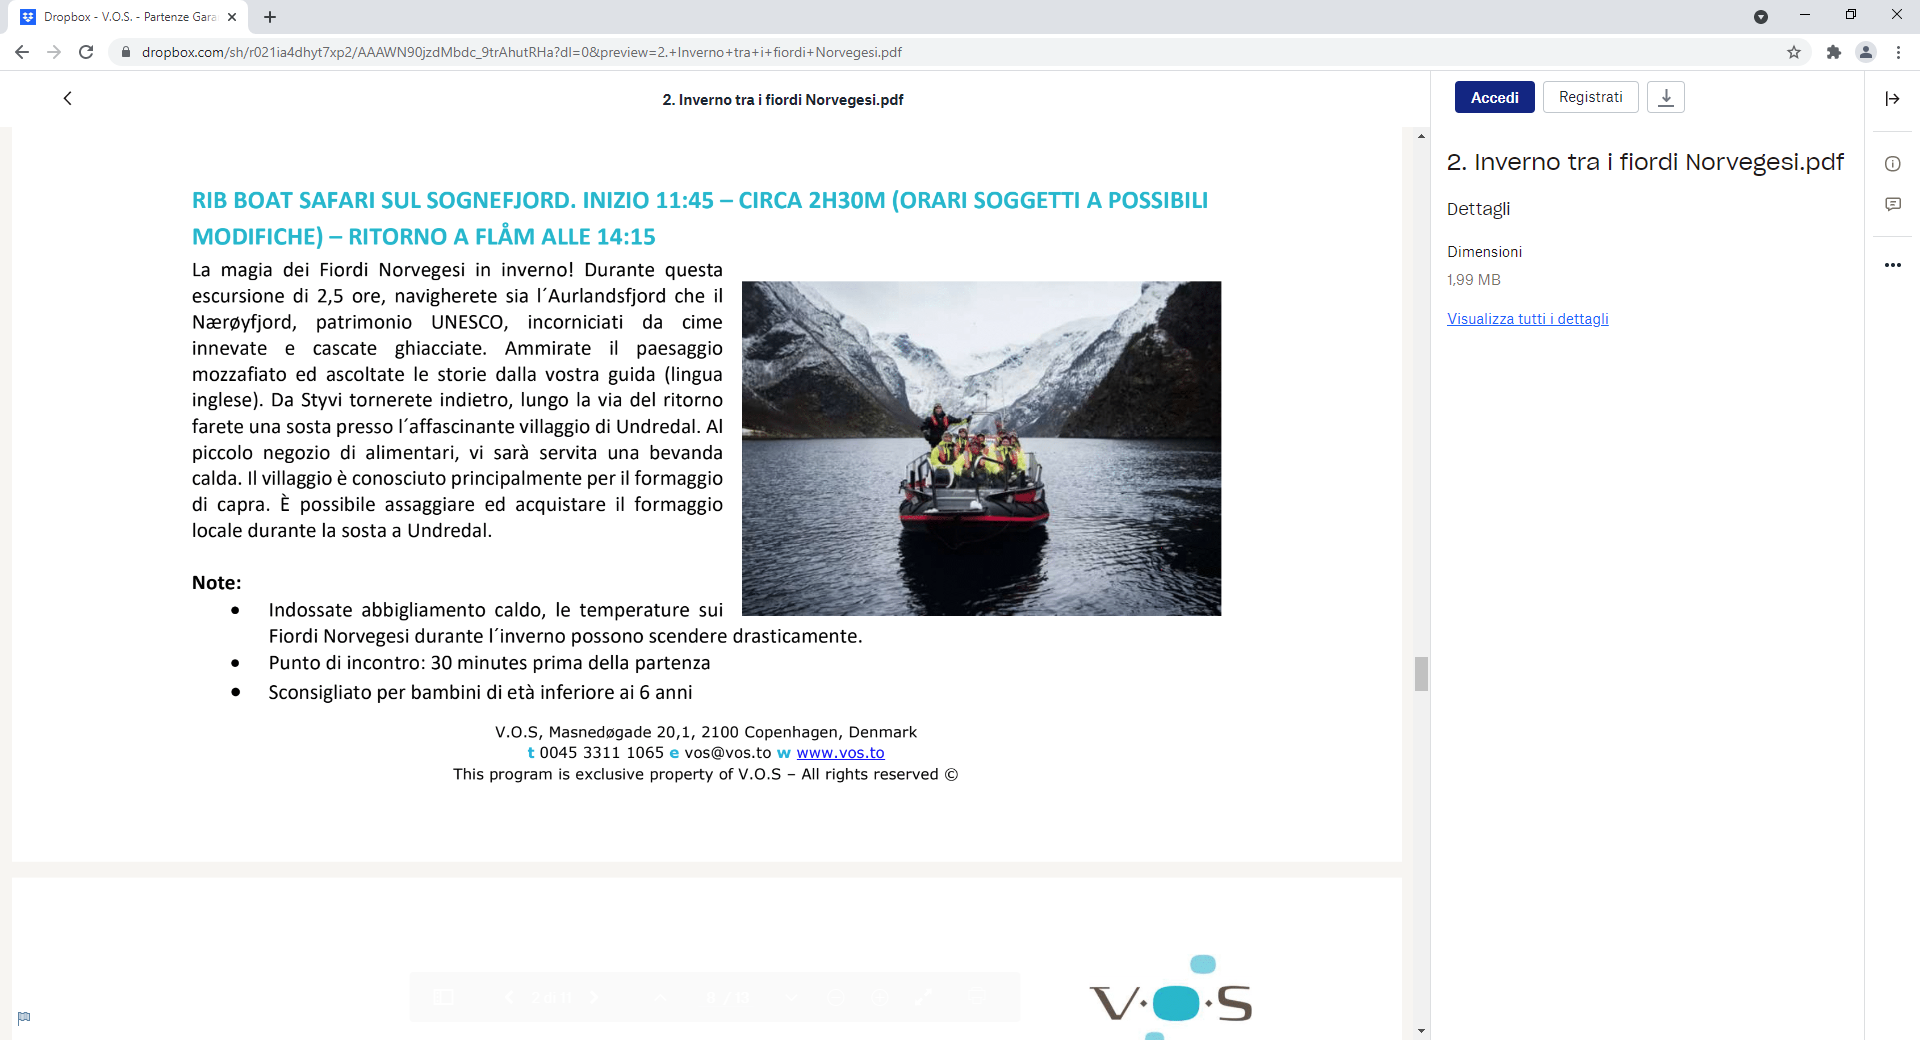 Dropbox - V.O.S. - Partenze Gara
dropbox.com/sh/r021ia4dhyt7xp2/AAAWN90jzdMbdc_9trAhutRHa?dl=0&preview=2.+Inverno+tra+i+fiordi+Norvegesi.pdf
2. Inverno tra i fiordi Norvegesi.pdf
Accedi
Registrati
2. Inverno tra i fiordi Norvegesi.pdf
Dettagli
Dimensioni
1,99 MB
Visualizza tutti i dettagli
RIB BOAT SAFARI SUL SOGNEFJORD. INIZIO 11:45 – CIRCA 2H30M (ORARI SOGGETTI A POSSIBILI
MODIFICHE) – RITORNO A FLÅM ALLE 14:15
La magia dei Fiordi Norvegesi in inverno! Durante questa
escursione di 2,5 ore, navigherete sia l´Aurlandsfjord che il
Nærøyfjord, patrimonio UNESCO, incorniciati da cime
innevate e cascate ghiacciate. Ammirate il paesaggio
mozzafiato ed ascoltate le storie dalla vostra guida (lingua
inglese). Da Styvi tornerete indietro, lungo la via del ritorno
farete una sosta presso l´affascinante villaggio di Undredal. Al
piccolo negozio di alimentari, vi sarà servita una bevanda
calda. Il villaggio è conosciuto principalmente per il formaggio
di capra. È possibile assaggiare ed acquistare il formaggio
locale durante la sosta a Undredal.
Note:
• Indossate abbigliamento caldo, le temperature sui
Fiordi Norvegesi durante l´inverno possono scendere drasticamente.
• Punto di incontro: 30 minutes prima della partenza
• Sconsigliato per bambini di età inferiore ai 6 anni
V.O.S, Masnedøgade 20,1, 2100 Copenhagen, Denmark
t 0045 3311 1065 e vos@vos.to w www.vos.to
This program is exclusive property of V.O.S – All rights reserved ©
8 / 13
V·O·S